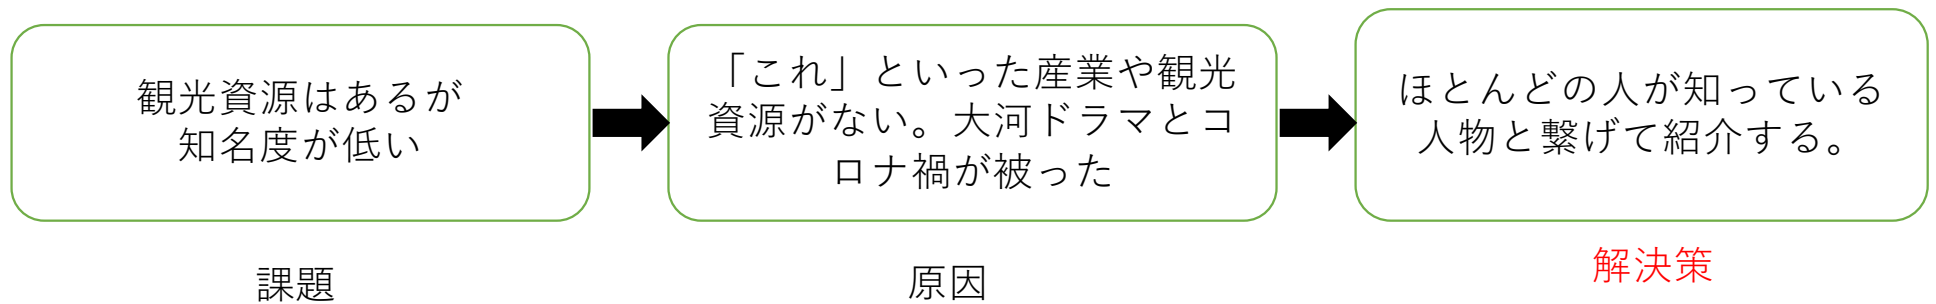 観光資源はあるが
知名度が低い
「これ」といった産業や観光
資源がない。大河ドラマとコ
ロナ禍が被った
ほとんどの人が知っている
人物と繋げて紹介する。
課題
原因
解決策